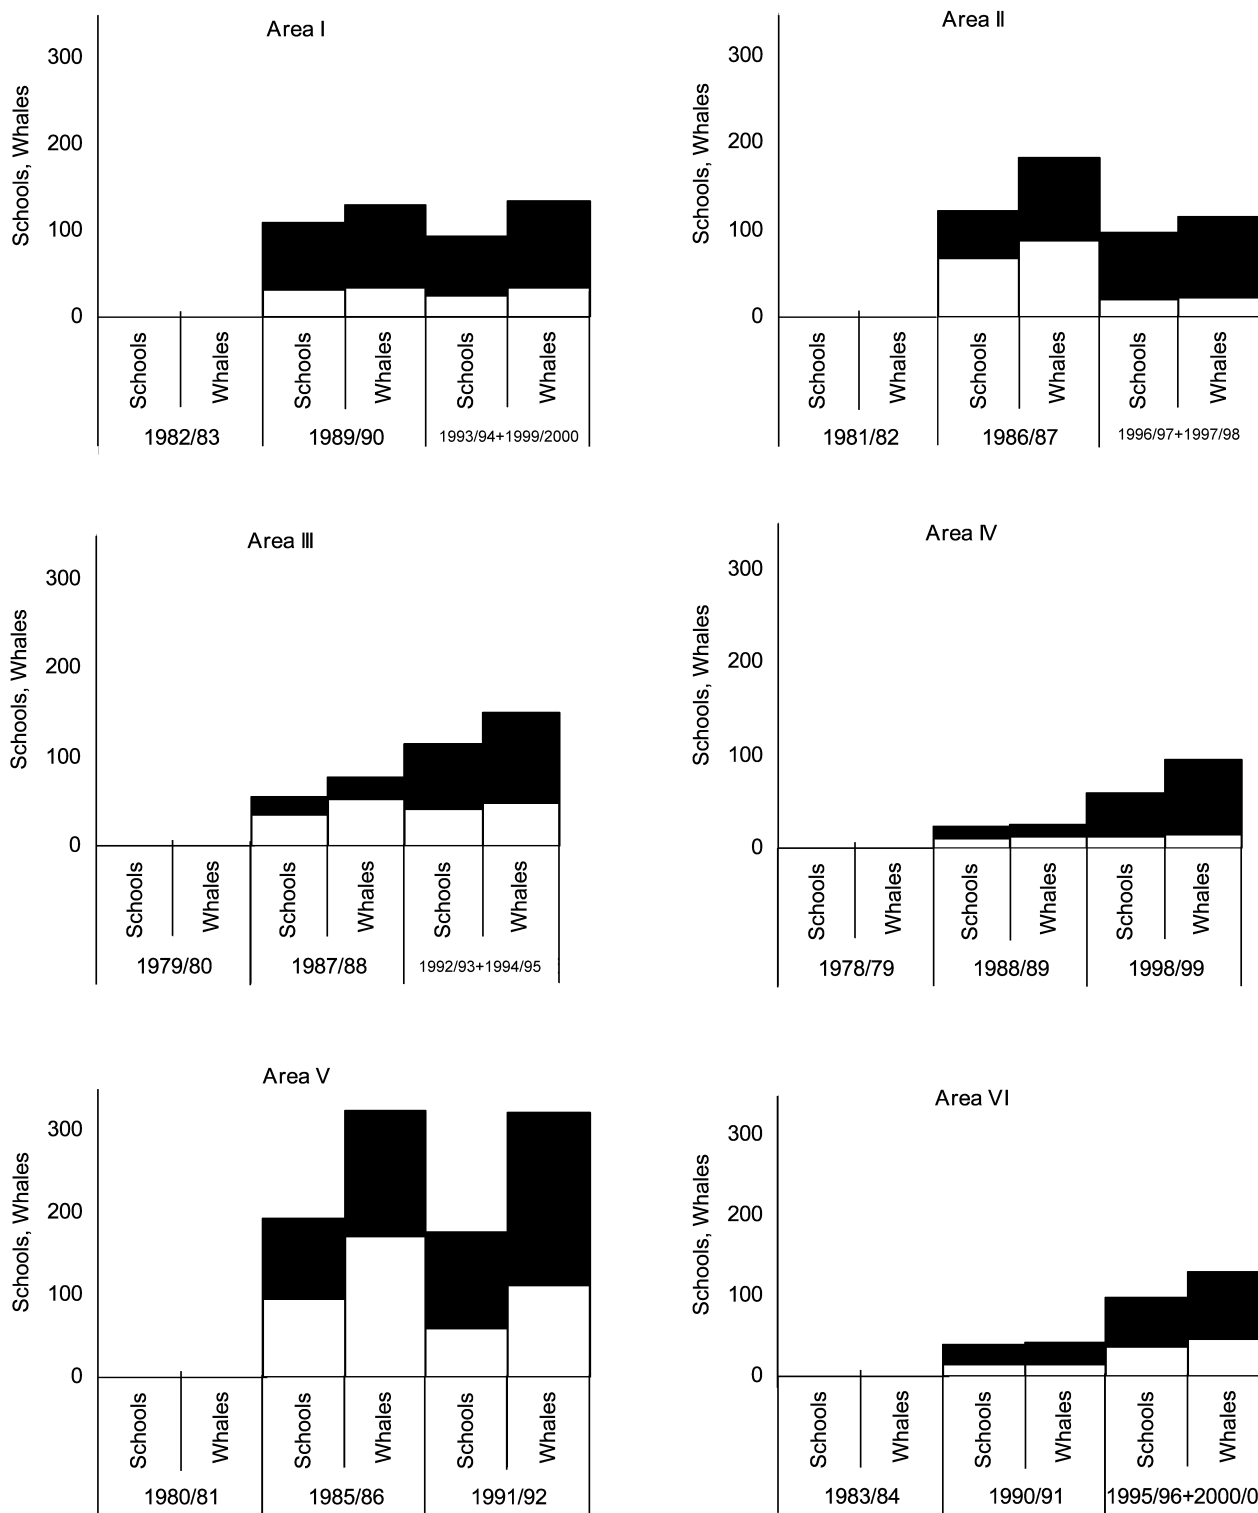 Area I
Schools, Whales
300
200
100
0
Schools
Whales
Schools
Whales
Schools
Whales
1982/83
1989/90
1993/94+1999/2000
Area II
Schools, Whales
300
200
100
0
Schools
Whales
Schools
Whales
Schools
Whales
1981/82
1986/87
1996/97+1997/98
Area III
Schools, Whales
300
200
100
0
Schools
Whales
Schools
Whales
Schools
Whales
1979/80
1987/88
1992/93+1994/95
Area IV
Schools, Whales
300
200
100
0
Schools
Whales
Schools
Whales
Schools
Whales
1978/79
1988/89
1998/99
Area V
Schools, Whales
300
200
100
0
Schools
Whales
Schools
Whales
Schools
Whales
1980/81
1985/86
1991/92
Area VI
Schools, Whales
300
200
100
0
Schools
Whales
Schools
Whales
Schools
Whales
1983/84
1990/91
1995/96+2000/0